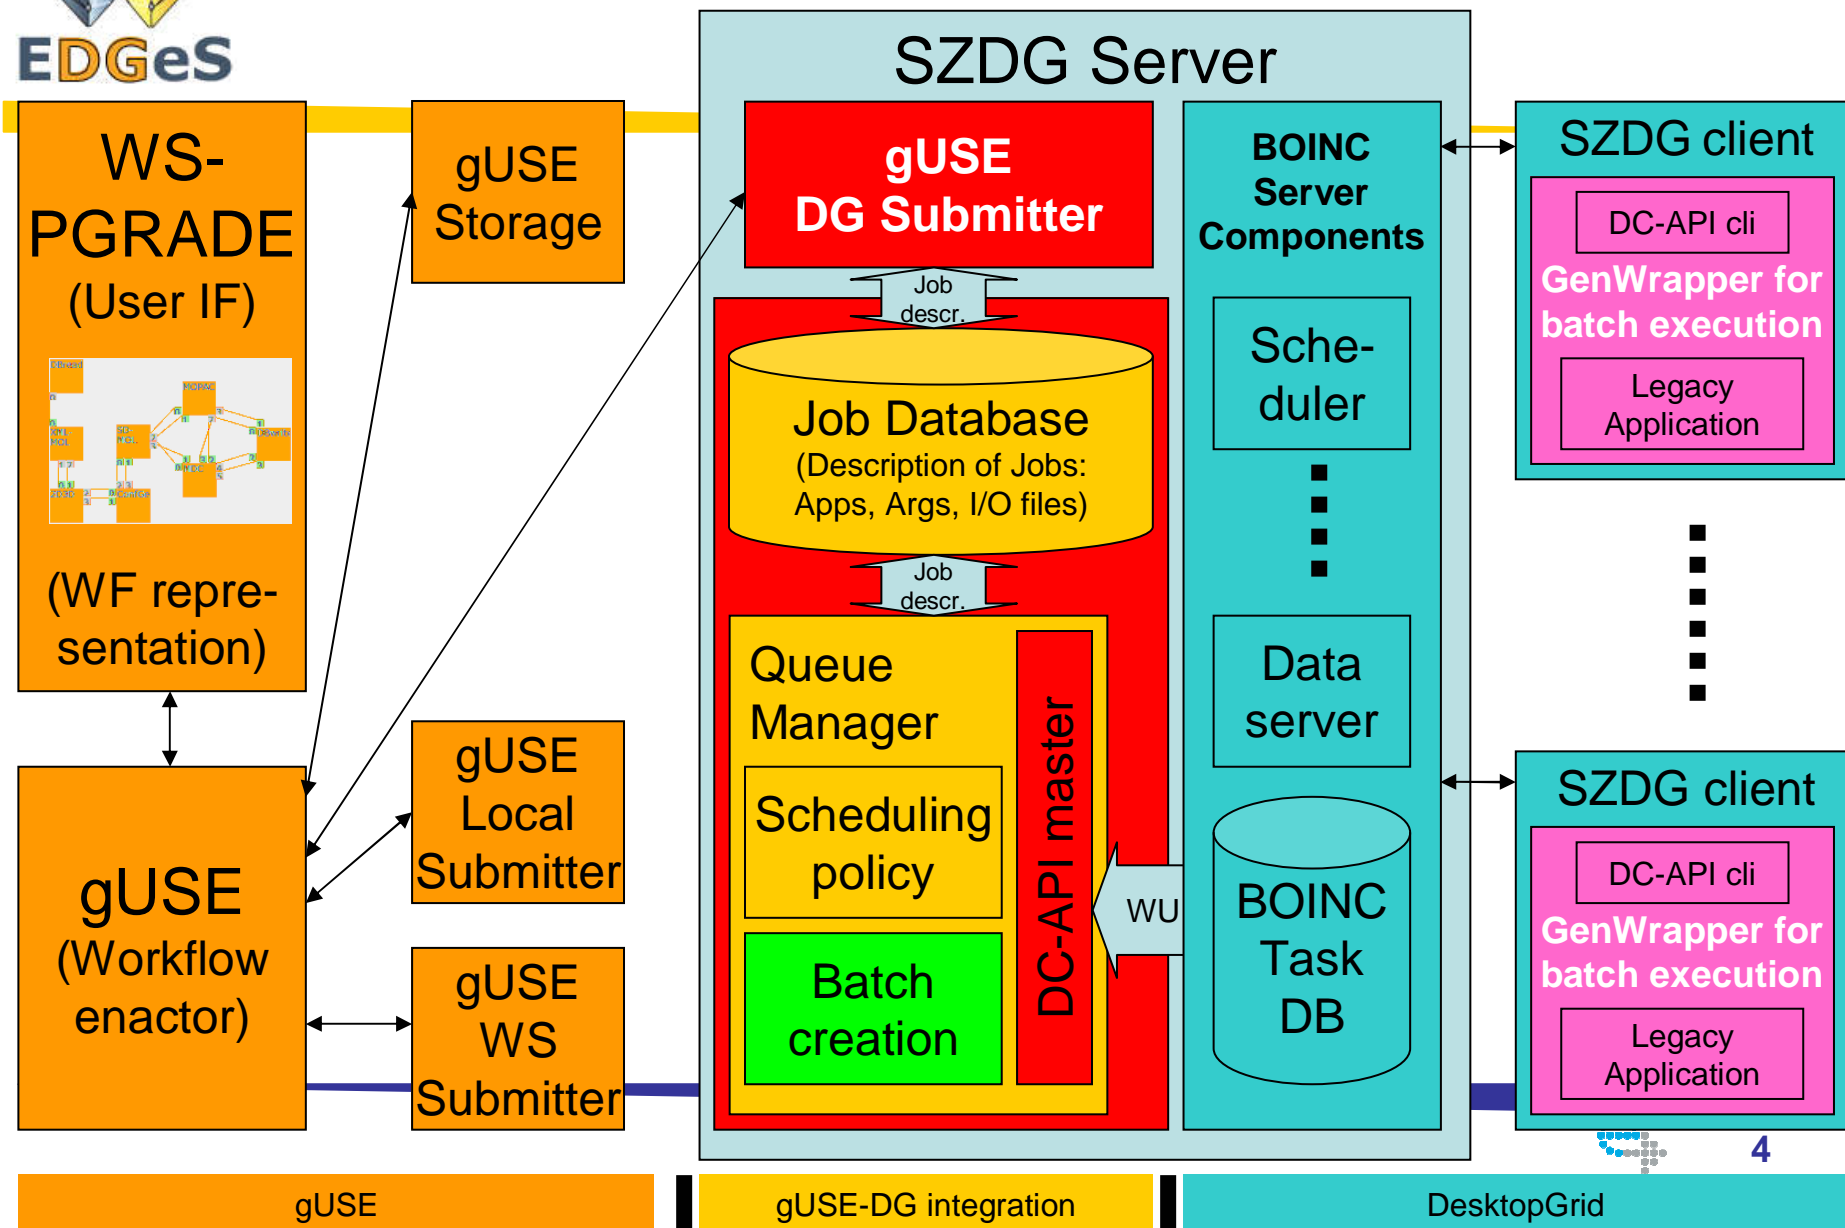 EDGeS
SZDG Server
WS-
PGRADE
(User IF)
MOPAC
(WF repre-
sentation)
gUSE
(Workflow
enactor)
gUSE
Storage
gUSE
Local
Submitter
gUSE
WS
Submitter
gUSE
DG Submitter
Job
descr.
Job Database
(Description of Jobs:
Apps, Args, I/O files)
Job
descr.
Queue
Manager
Scheduling
policy
Batch
creation
DC-API master
WU
BOINC
Server
Components
Sche-
duler
Data
server
BOINC
Task
DB
SZDG client
DC-API cli
GenWrapper for
batch execution
Legacy
Application
SZDG client
DC-API cli
GenWrapper for
batch execution
Legacy
Application
4
gUSE
gUSE-DG integration
DesktopGrid